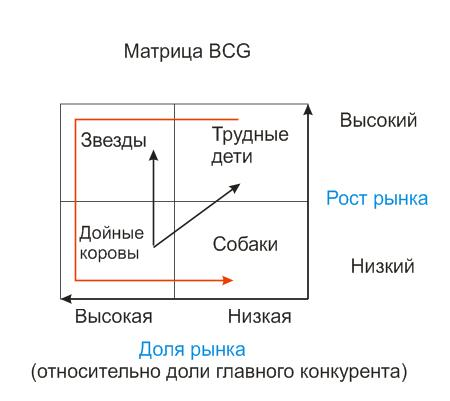 Матрица BCG
Звезды
Трудные
дети
Высокий
Рост рынка
Дойные
коровы
Собаки
Низкий
Высокая
Низкая
Доля рынка
(относительно доли главного конкурента)